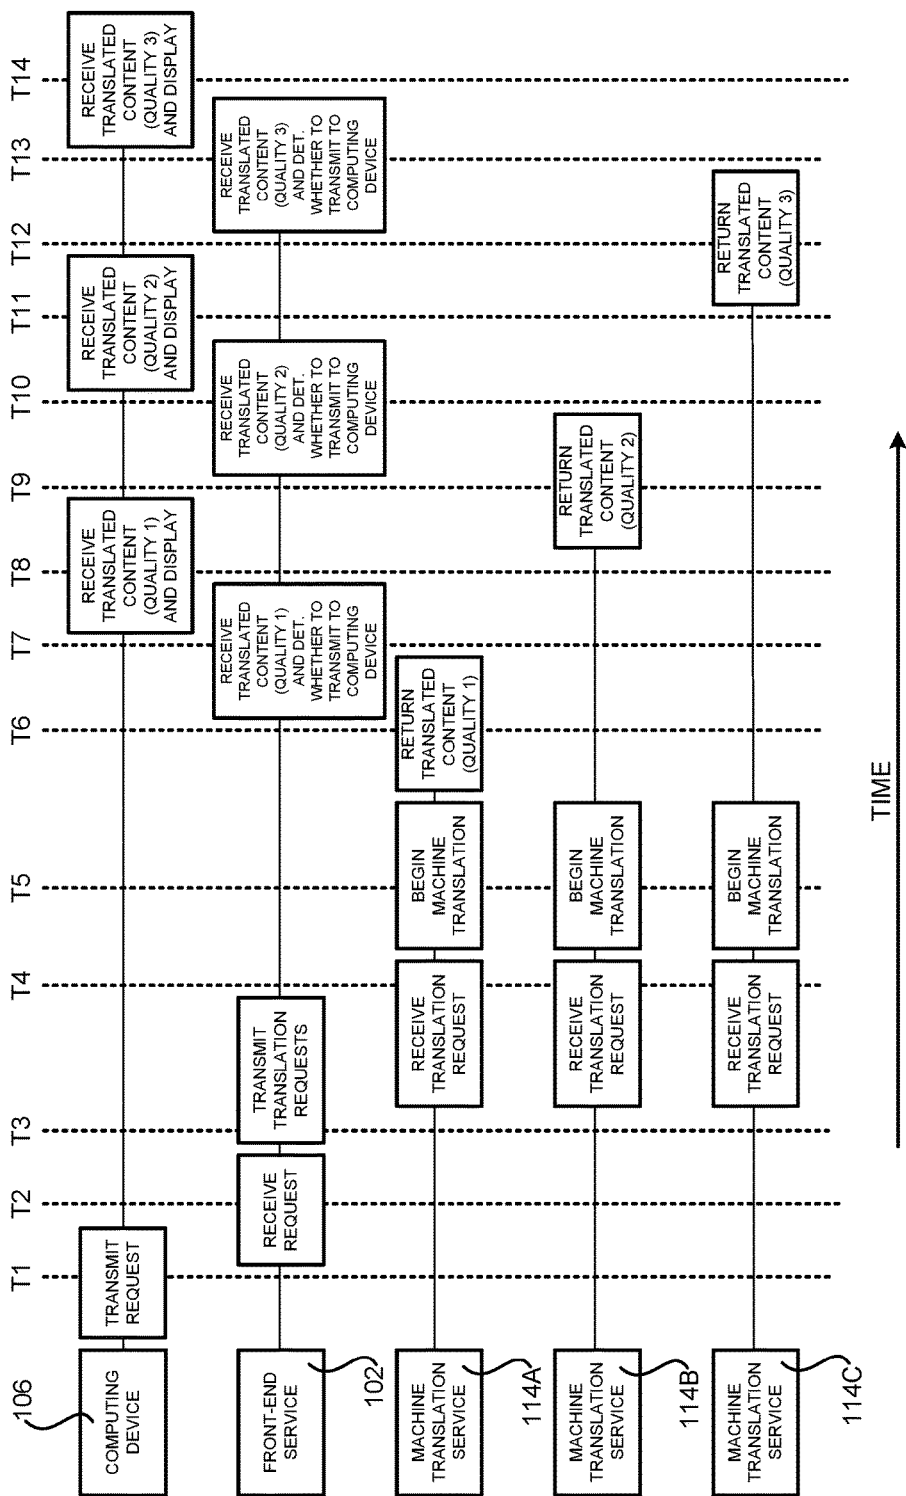 T1
T2
T3
T4
T5
T6
T7
T8
T9
T10
T11
T12
T13
T14
106
COMPUTING
DEVICE
TRANSMIT
REQUEST
RECEIVE
TRANSLATED
CONTENT
(QUALITY 1)
AND DISPLAY
RECEIVE
TRANSLATED
CONTENT
(QUALITY 2)
AND DISPLAY
RECEIVE
TRANSLATED
CONTENT
(QUALITY 3)
AND DISPLAY
FRONT-END
SERVICE
102
RECEIVE
REQUEST
TRANSMIT
TRANSLATION
REQUESTS
RECEIVE
TRANSLATED
CONTENT
(QUALITY 1)
AND DET.
WHETHER TO
TRANSMIT TO
COMPUTING
DEVICE
RECEIVE
TRANSLATED
CONTENT
(QUALITY 2)
AND DET.
WHETHER TO
TRANSMIT TO
COMPUTING
DEVICE
RECEIVE
TRANSLATED
CONTENT
(QUALITY 3)
AND DET.
WHETHER TO
TRANSMIT TO
COMPUTING
DEVICE
MACHINE
TRANSLATION
SERVICE
114A
RECEIVE
TRANSLATION
REQUEST
BEGIN
MACHINE
TRANSLATION
RETURN
TRANSLATED
CONTENT
(QUALITY 1)
MACHINE
TRANSLATION
SERVICE
114B
RECEIVE
TRANSLATION
REQUEST
BEGIN
MACHINE
TRANSLATION
RETURN
TRANSLATED
CONTENT
(QUALITY 2)
MACHINE
TRANSLATION
SERVICE
114C
RECEIVE
TRANSLATION
REQUEST
BEGIN
MACHINE
TRANSLATION
RETURN
TRANSLATED
CONTENT
(QUALITY 3)
TIME